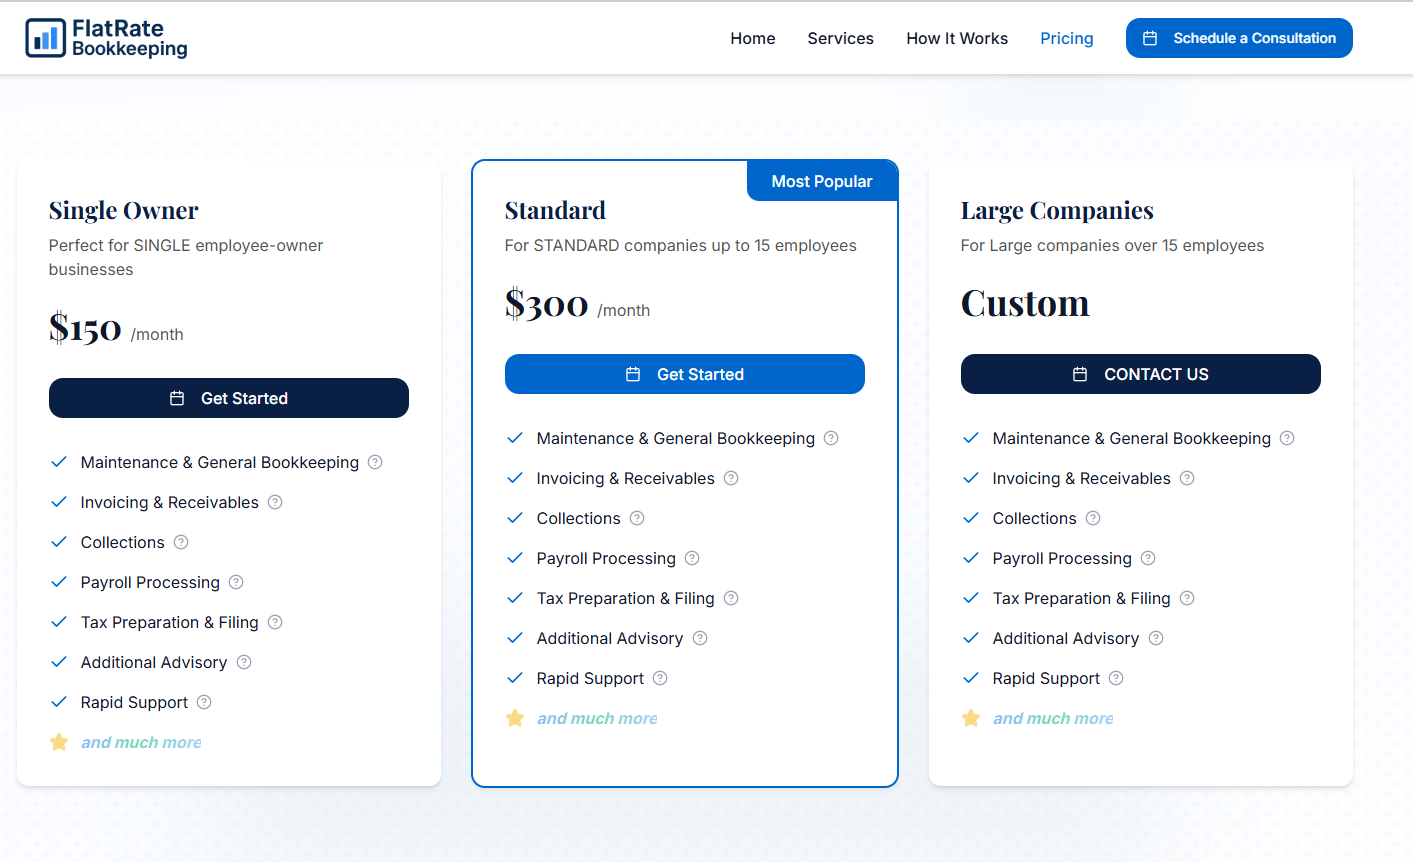 FlatRate
Bookkeeping
Home
Services
How It Works
Pricing
Schedule a Consultation
Single Owner
Perfect for SINGLE employee-owner
businesses
$150 /month
Get Started
Maintenance & General Bookkeeping
Invoicing & Receivables
Collections
Payroll Processing
Tax Preparation & Filing
Additional Advisory
Rapid Support
and much more
Most Popular
Standard
For STANDARD companies up to 15 employees
$300 /month
Get Started
Maintenance & General Bookkeeping
Invoicing & Receivables
Collections
Payroll Processing
Tax Preparation & Filing
Additional Advisory
Rapid Support
and much more
Large Companies
For Large companies over 15 employees
Custom
CONTACT US
Maintenance & General Bookkeeping
Invoicing & Receivables
Collections
Payroll Processing
Tax Preparation & Filing
Additional Advisory
Rapid Support
and much more